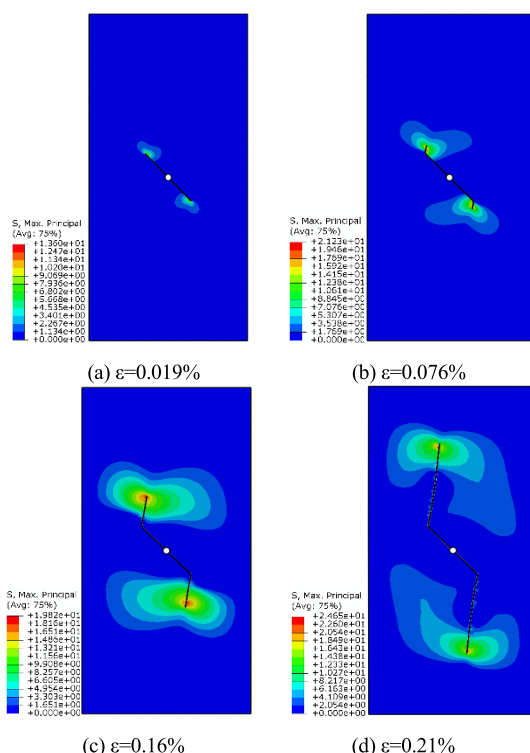 S, Max. Principal
(Avg: 75%)
+1.360e+01
+1.247e+01
+1.134e+01
+1.020e+01
+9.069e+00
+7.936e+00
+6.802e+00
+5.668e+00
+4.535e+00
+3.401e+00
+2.267e+00
+1.134e+00
+0.000e+00
(a) ε=0.019%
S, Max. Principal
(Avg: 75%)
+2.123e+01
+1.946e+01
+1.769e+01
+1.592e+01
+1.415e+01
+1.238e+01
+1.061e+01
+8.845e+00
+7.076e+00
+5.307e+00
+3.538e+00
+1.769e+00
+0.000e+00
(b) ε=0.076%
S, Max. Principal
(Avg: 75%)
+1.982e+01
+1.816e+01
+1.651e+01
+1.486e+01
+1.321e+01
+1.156e+01
+9.908e+00
+8.257e+00
+6.605e+00
+4.954e+00
+3.303e+00
+1.651e+00
+0.000e+00
(c) ε=0.16%
S, Max. Principal
(Avg: 75%)
+2.465e+01
+2.260e+01
+2.054e+01
+1.849e+01
+1.643e+01
+1.438e+01
+1.233e+01
+1.027e+01
+8.217e+00
+6.163e+00
+4.109e+00
+2.054e+00
+0.000e+00
(d) ε=0.21%